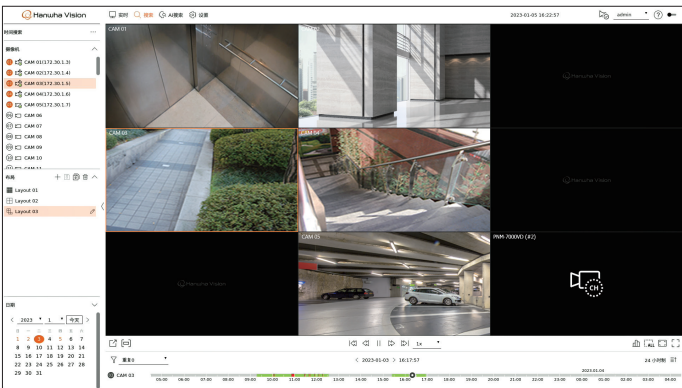 Hanwha Vision
实时 搜索 AI搜索 设置
2023-01-05 16:22:57
admin
时间搜索
摄像机
CAM 01(172.30.1.3)
CAM 02(172.30.1.4)
CAM 03(172.30.1.5)
CAM 04(172.30.1.6)
CAM 05(172.30.1.7)
CAM 06
CAM 07
CAM 08
CAM 09
CAM 10
布局
Layout 01
Layout 02
Layout 03
日期
2023 1 今天
日 一 二 三 四 五 六
1 2 3 4 5 6 7
8 9 10 11 12 13 14
15 16 17 18 19 20 21
22 23 24 25 26 27 28
29 30 31
CAM 01
Hanwha Vision
CAM 03
CAM 04
Hanwha Vision
Hanwha Vision
CAM 05
PNM-7000VD (#2)
CH
1x
重复0
2023-01-03 16:17:57
24 小时制
2023.01.04
CAM 03
05:00 06:00 07:00 08:00 09:00 10:00 11:00 12:00 13:00 14:00 15:00 16:00 17:00 18:00 19:00 20:00 21:00 22:00 23:00 00:00 01:00 02:00 03:00 04:00